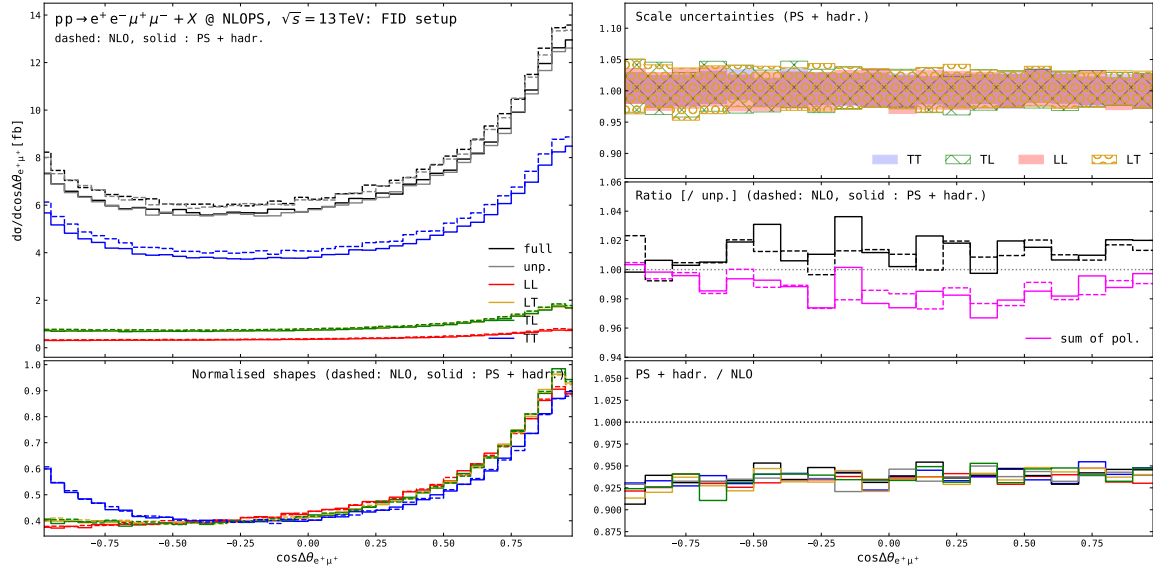 pp→e⁺e⁻μ⁺μ⁻ + X @ NLOPS, √s = 13 TeV: FID setup
dashed: NLO, solid : PS + hadr.
dσ/dcosΔθe⁺μ⁺ [fb]
14
12
10
8
6
4
2
0
full
unp.
LL
LT
TL
TT
Normalised shapes (dashed: NLO, solid : PS + hadr.)
1.0
0.9
0.8
0.7
0.6
0.5
0.4
−0.75 −0.50 −0.25 0.00 0.25 0.50 0.75
cosΔθe⁺μ⁺
Scale uncertainties (PS + hadr.)
1.10
1.05
1.00
0.95
0.90
TT TL LL LT
Ratio [/ unp.] (dashed: NLO, solid : PS + hadr.)
1.06
1.04
1.02
1.00
0.98
0.96
0.94
sum of pol.
PS + hadr. / NLO
1.050
1.025
1.000
0.975
0.950
0.925
0.900
0.875
−0.75 −0.50 −0.25 0.00 0.25 0.50 0.75
cosΔθe⁺μ⁺